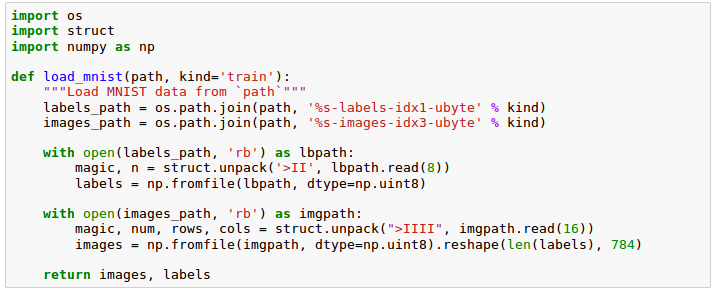 import os
import struct
import numpy as np

def load_mnist(path, kind='train'):
    """Load MNIST data from `path`"""
    labels_path = os.path.join(path, '%s-labels-idx1-ubyte' % kind)
    images_path = os.path.join(path, '%s-images-idx3-ubyte' % kind)

    with open(labels_path, 'rb') as lbpath:
        magic, n = struct.unpack('>II', lbpath.read(8))
        labels = np.fromfile(lbpath, dtype=np.uint8)

    with open(images_path, 'rb') as imgpath:
        magic, num, rows, cols = struct.unpack(">IIII", imgpath.read(16))
        images = np.fromfile(imgpath, dtype=np.uint8).reshape(len(labels), 784)

    return images, labels